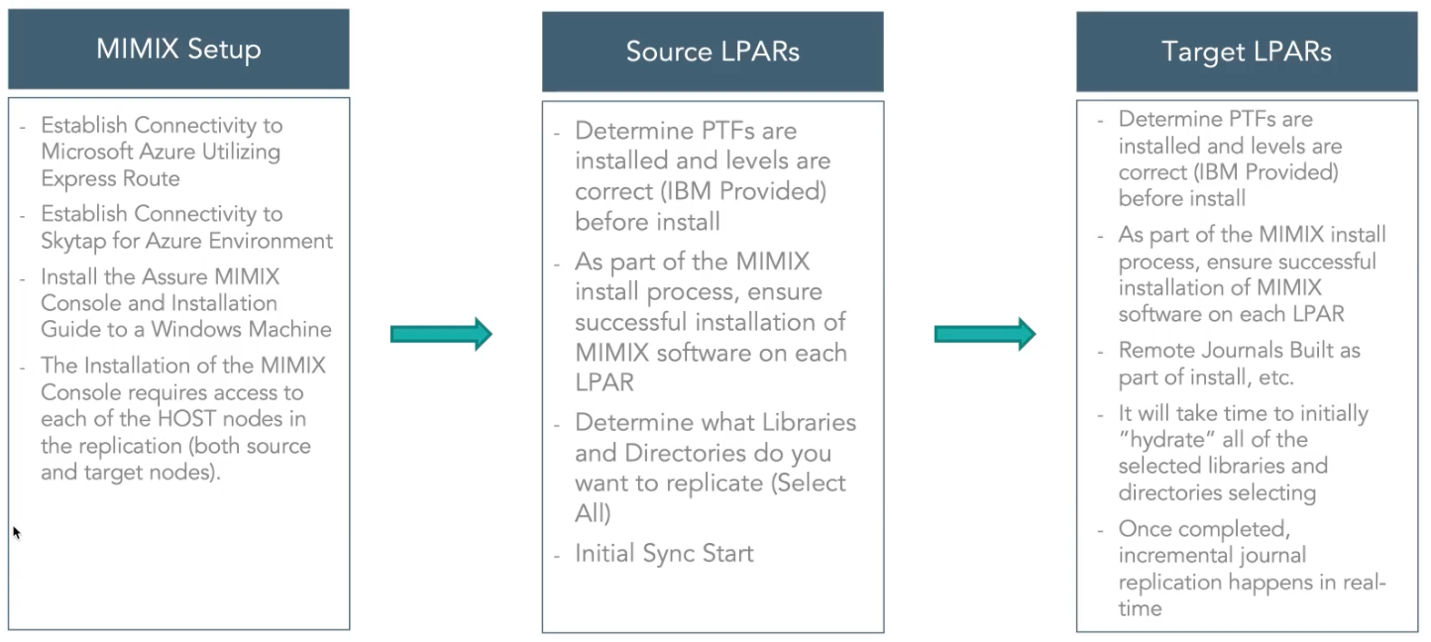 MIMIX Setup
- Establish Connectivity to
Microsoft Azure Utilizing
Express Route
- Establish Connectivity to
Skytap for Azure Environment
- Install the Assure MIMIX
Console and Installation
Guide to a Windows Machine
- The Installation of the MIMIX
Console requires access to
each of the HOST nodes in
the replication (both source
and target nodes).
Source LPARs
- Determine PTFs are
installed and levels are
correct (IBM Provided)
before install
- As part of the MIMIX
install process, ensure
successful installation of
MIMIX software on each
LPAR
- Determine what Libraries
and Directories do you
want to replicate (Select
All)
- Initial Sync Start
Target LPARs
- Determine PTFs are
installed and levels are
correct (IBM Provided)
before install
- As part of the MIMIX install
process, ensure successful
installation of MIMIX
software on each LPAR
- Remote Journals Built as
part of install, etc.
- It will take time to initially
“hydrate” all of the
selected libraries and
directories selecting
- Once completed,
incremental journal
replication happens in real-
time